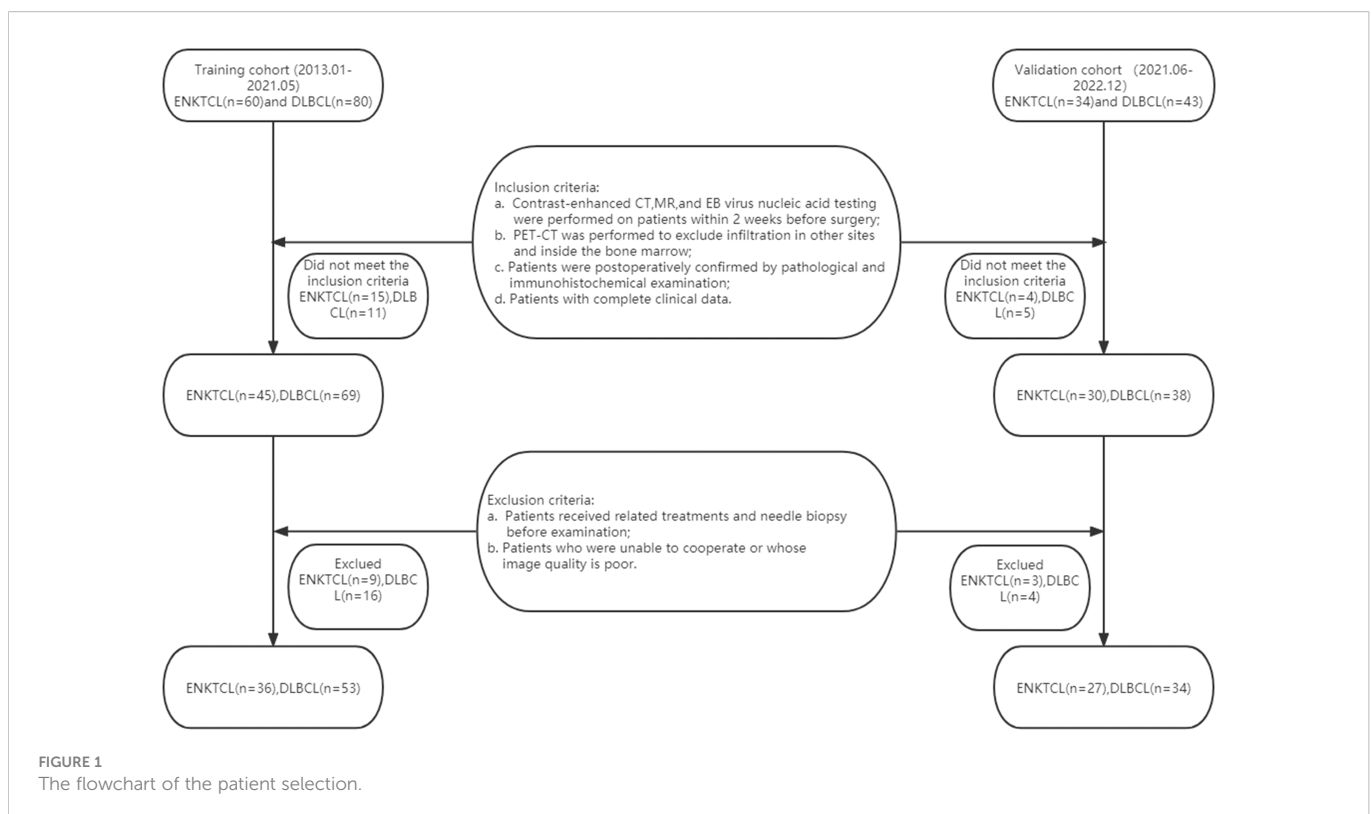 Training cohort (2013.01-
2021.05)
ENKTCL(n=60)and DLBCL(n=80)
Validation cohort (2021.06-
2022.12)
ENKTCL(n=34)and DLBCL(n=43)
Inclusion criteria:
a. Contrast-enhanced CT,MR,and EB virus nucleic acid testing
were performed on patients within 2 weeks before surgery;
b. PET-CT was performed to exclude infiltration in other sites
and inside the bone marrow;
c. Patients were postoperatively confirmed by pathological and
immunohistochemical examination;
d. Patients with complete clinical data.
Did not meet the
inclusion criteria
ENKTCL(n=15),DLB
CL(n=11)
Did not meet the
inclusion criteria
ENKTCL(n=4),DLBC
L(n=5)
ENKTCL(n=45),DLBCL(n=69)
ENKTCL(n=30),DLBCL(n=38)
Exclusion criteria:
a. Patients received related treatments and needle biopsy
before examination;
b. Patients who were unable to cooperate or whose
image quality is poor.
Exclued
ENKTCL(n=9),DLBC
L(n=16)
Exclued
ENKTCL(n=3),DLBC
L(n=4)
ENKTCL(n=36),DLBCL(n=53)
ENKTCL(n=27),DLBCL(n=34)
FIGURE 1
The flowchart of the patient selection.